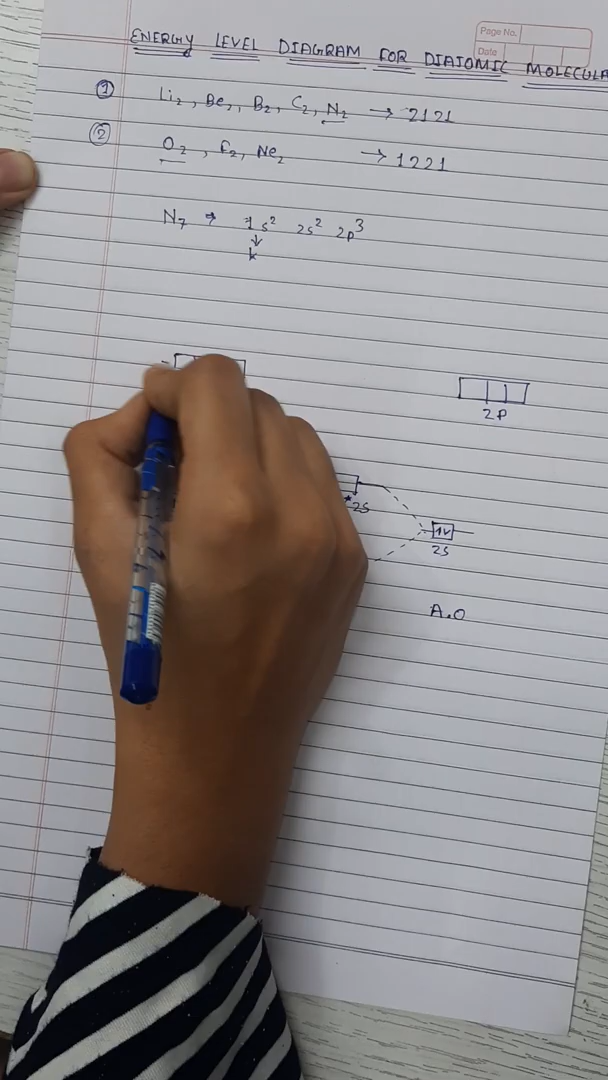 Page No.
Date
ENERGY LEVEL DIAGRAM FOR DIATOMIC MOLECULA
① Li₂, Be₂, B₂, C₂, N₂ → 2121
② O₂, F₂, Ne₂ → 1221
N₇ → 1s² 2s² 2p³
↓
k
2P
*2s
1v
2S
A.O